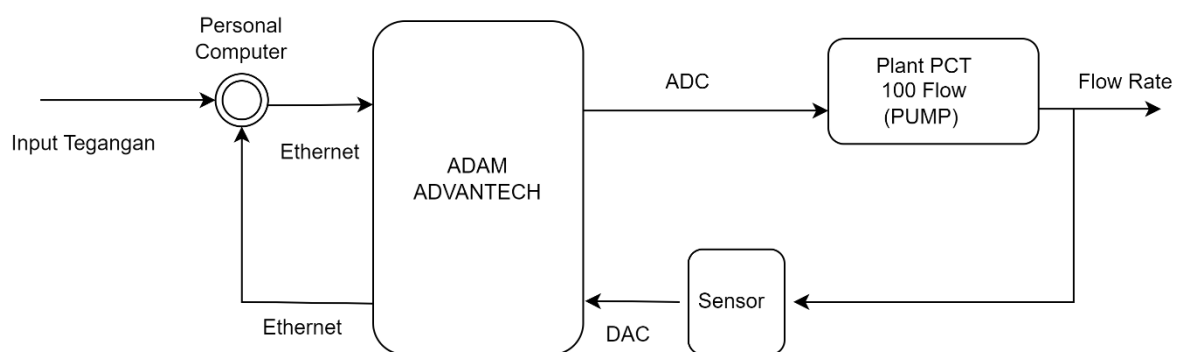 Personal
Computer
Input Tegangan
Ethernet
ADAM
ADVANTECH
ADC
Plant PCT
100 Flow
(PUMP)
Flow Rate
Ethernet
DAC
Sensor